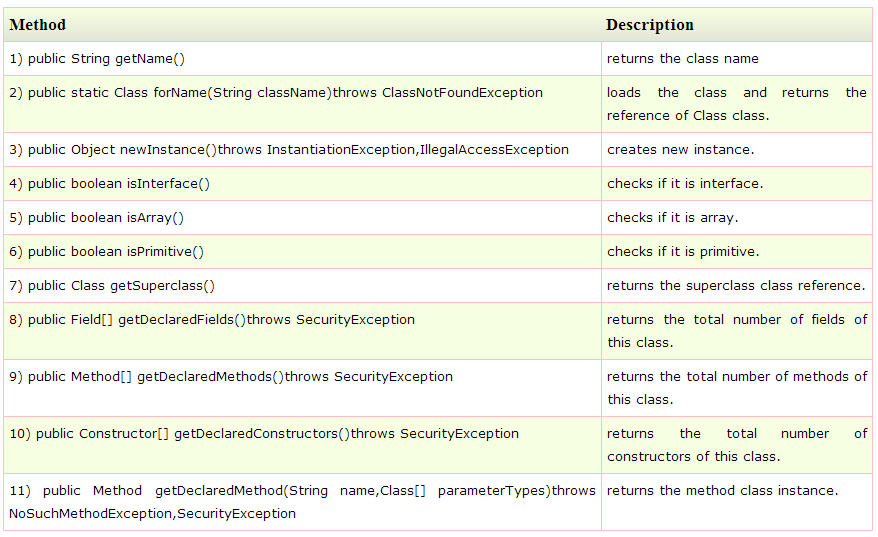 Method Description
1) public String getName() returns the class name
2) public static Class forName(String className)throws ClassNotFoundException loads the class and returns the
reference of Class class.
3) public Object newInstance()throws InstantiationException,IllegalAccessException creates new instance.
4) public boolean isInterface() checks if it is interface.
5) public boolean isArray() checks if it is array.
6) public boolean isPrimitive() checks if it is primitive.
7) public Class getSuperclass() returns the superclass class reference.
8) public Field[] getDeclaredFields()throws SecurityException returns the total number of fields of
this class.
9) public Method[] getDeclaredMethods()throws SecurityException returns the total number of methods of
this class.
10) public Constructor[] getDeclaredConstructors()throws SecurityException returns the total number of
constructors of this class.
11) public Method getDeclaredMethod(String name,Class[] parameterTypes)throws returns the method class instance.
NoSuchMethodException,SecurityException